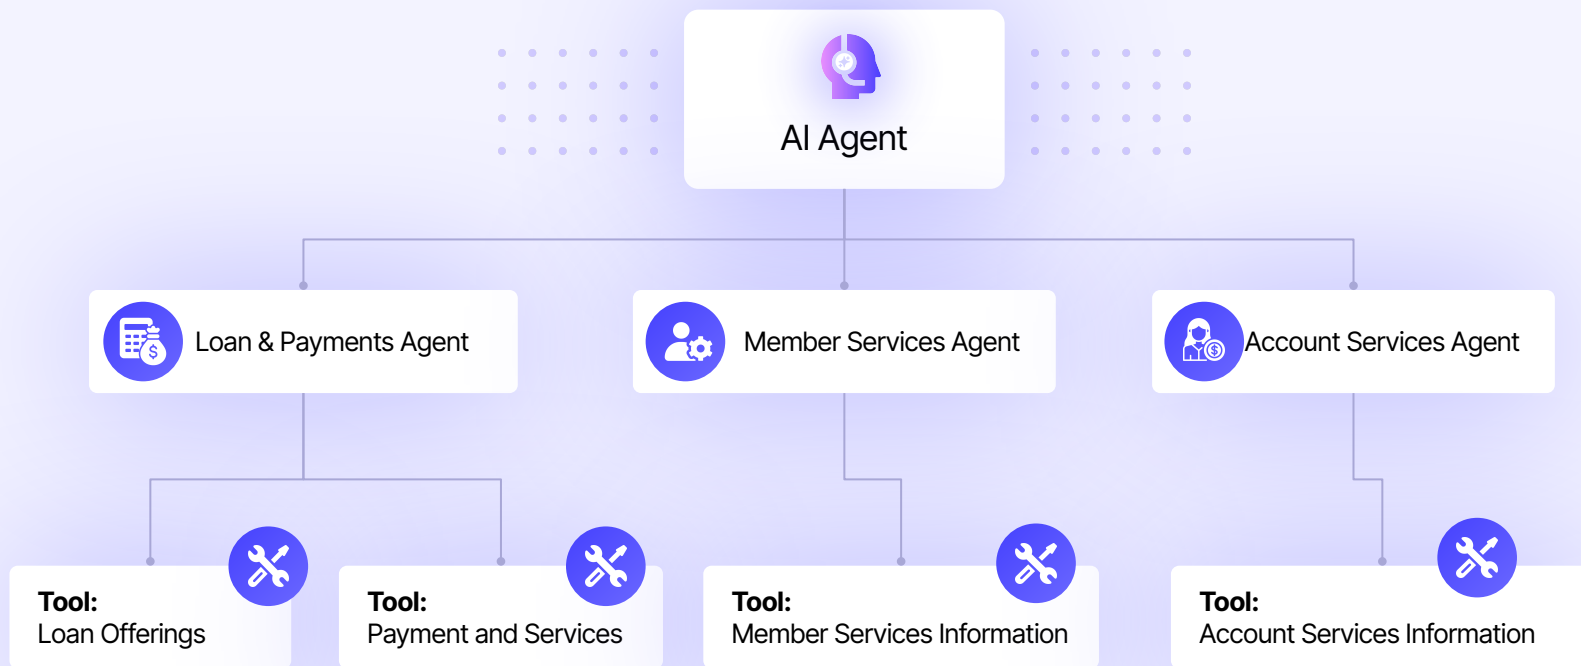 AI Agent
Loan & Payments Agent
Member Services Agent
Account Services Agent
Tool:
Loan Offerings
Tool:
Payment and Services
Tool:
Member Services Information
Tool:
Account Services Information